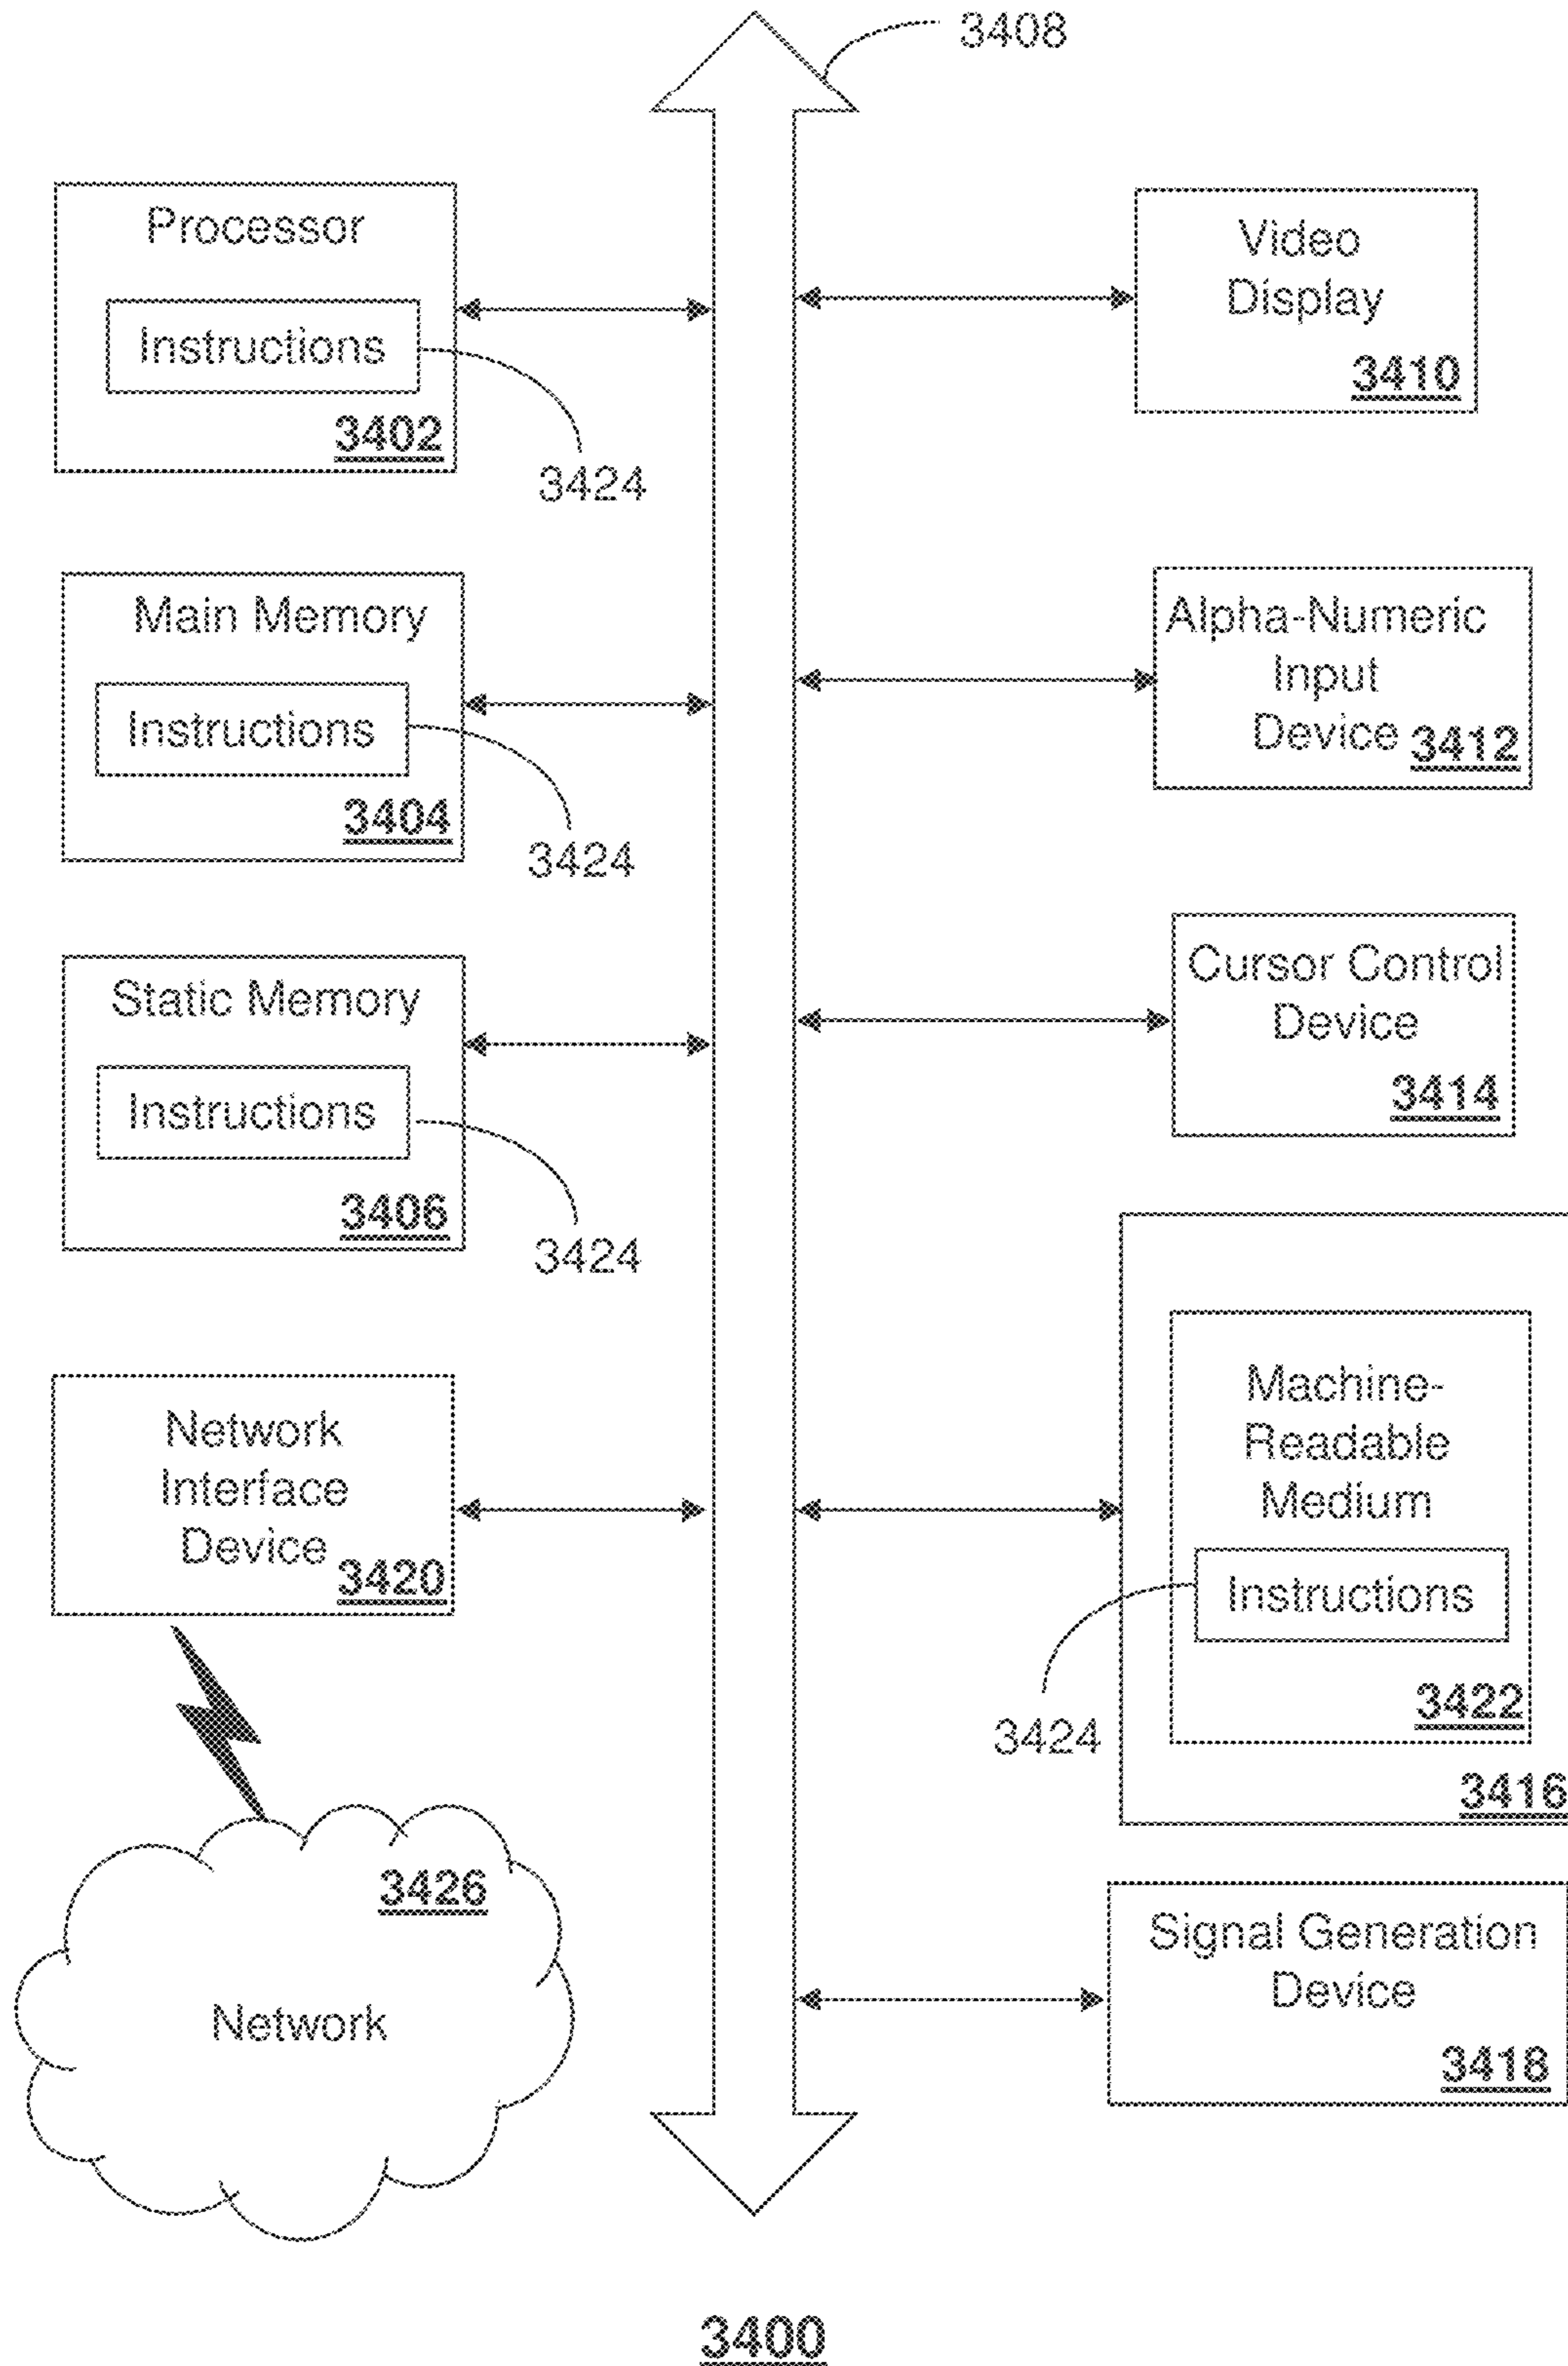 3408
Processor
Instructions
3402
3424
Main Memory
Instructions
3404
3424
Static Memory
Instructions
3406
3424
Network
Interface
Device
3420
3426
Network
Video
Display
3410
Alpha-Numeric
Input
Device 3412
Cursor Control
Device
3414
Machine-
Readable
Medium
Instructions
3422
3424
3416
Signal Generation
Device
3418
3400